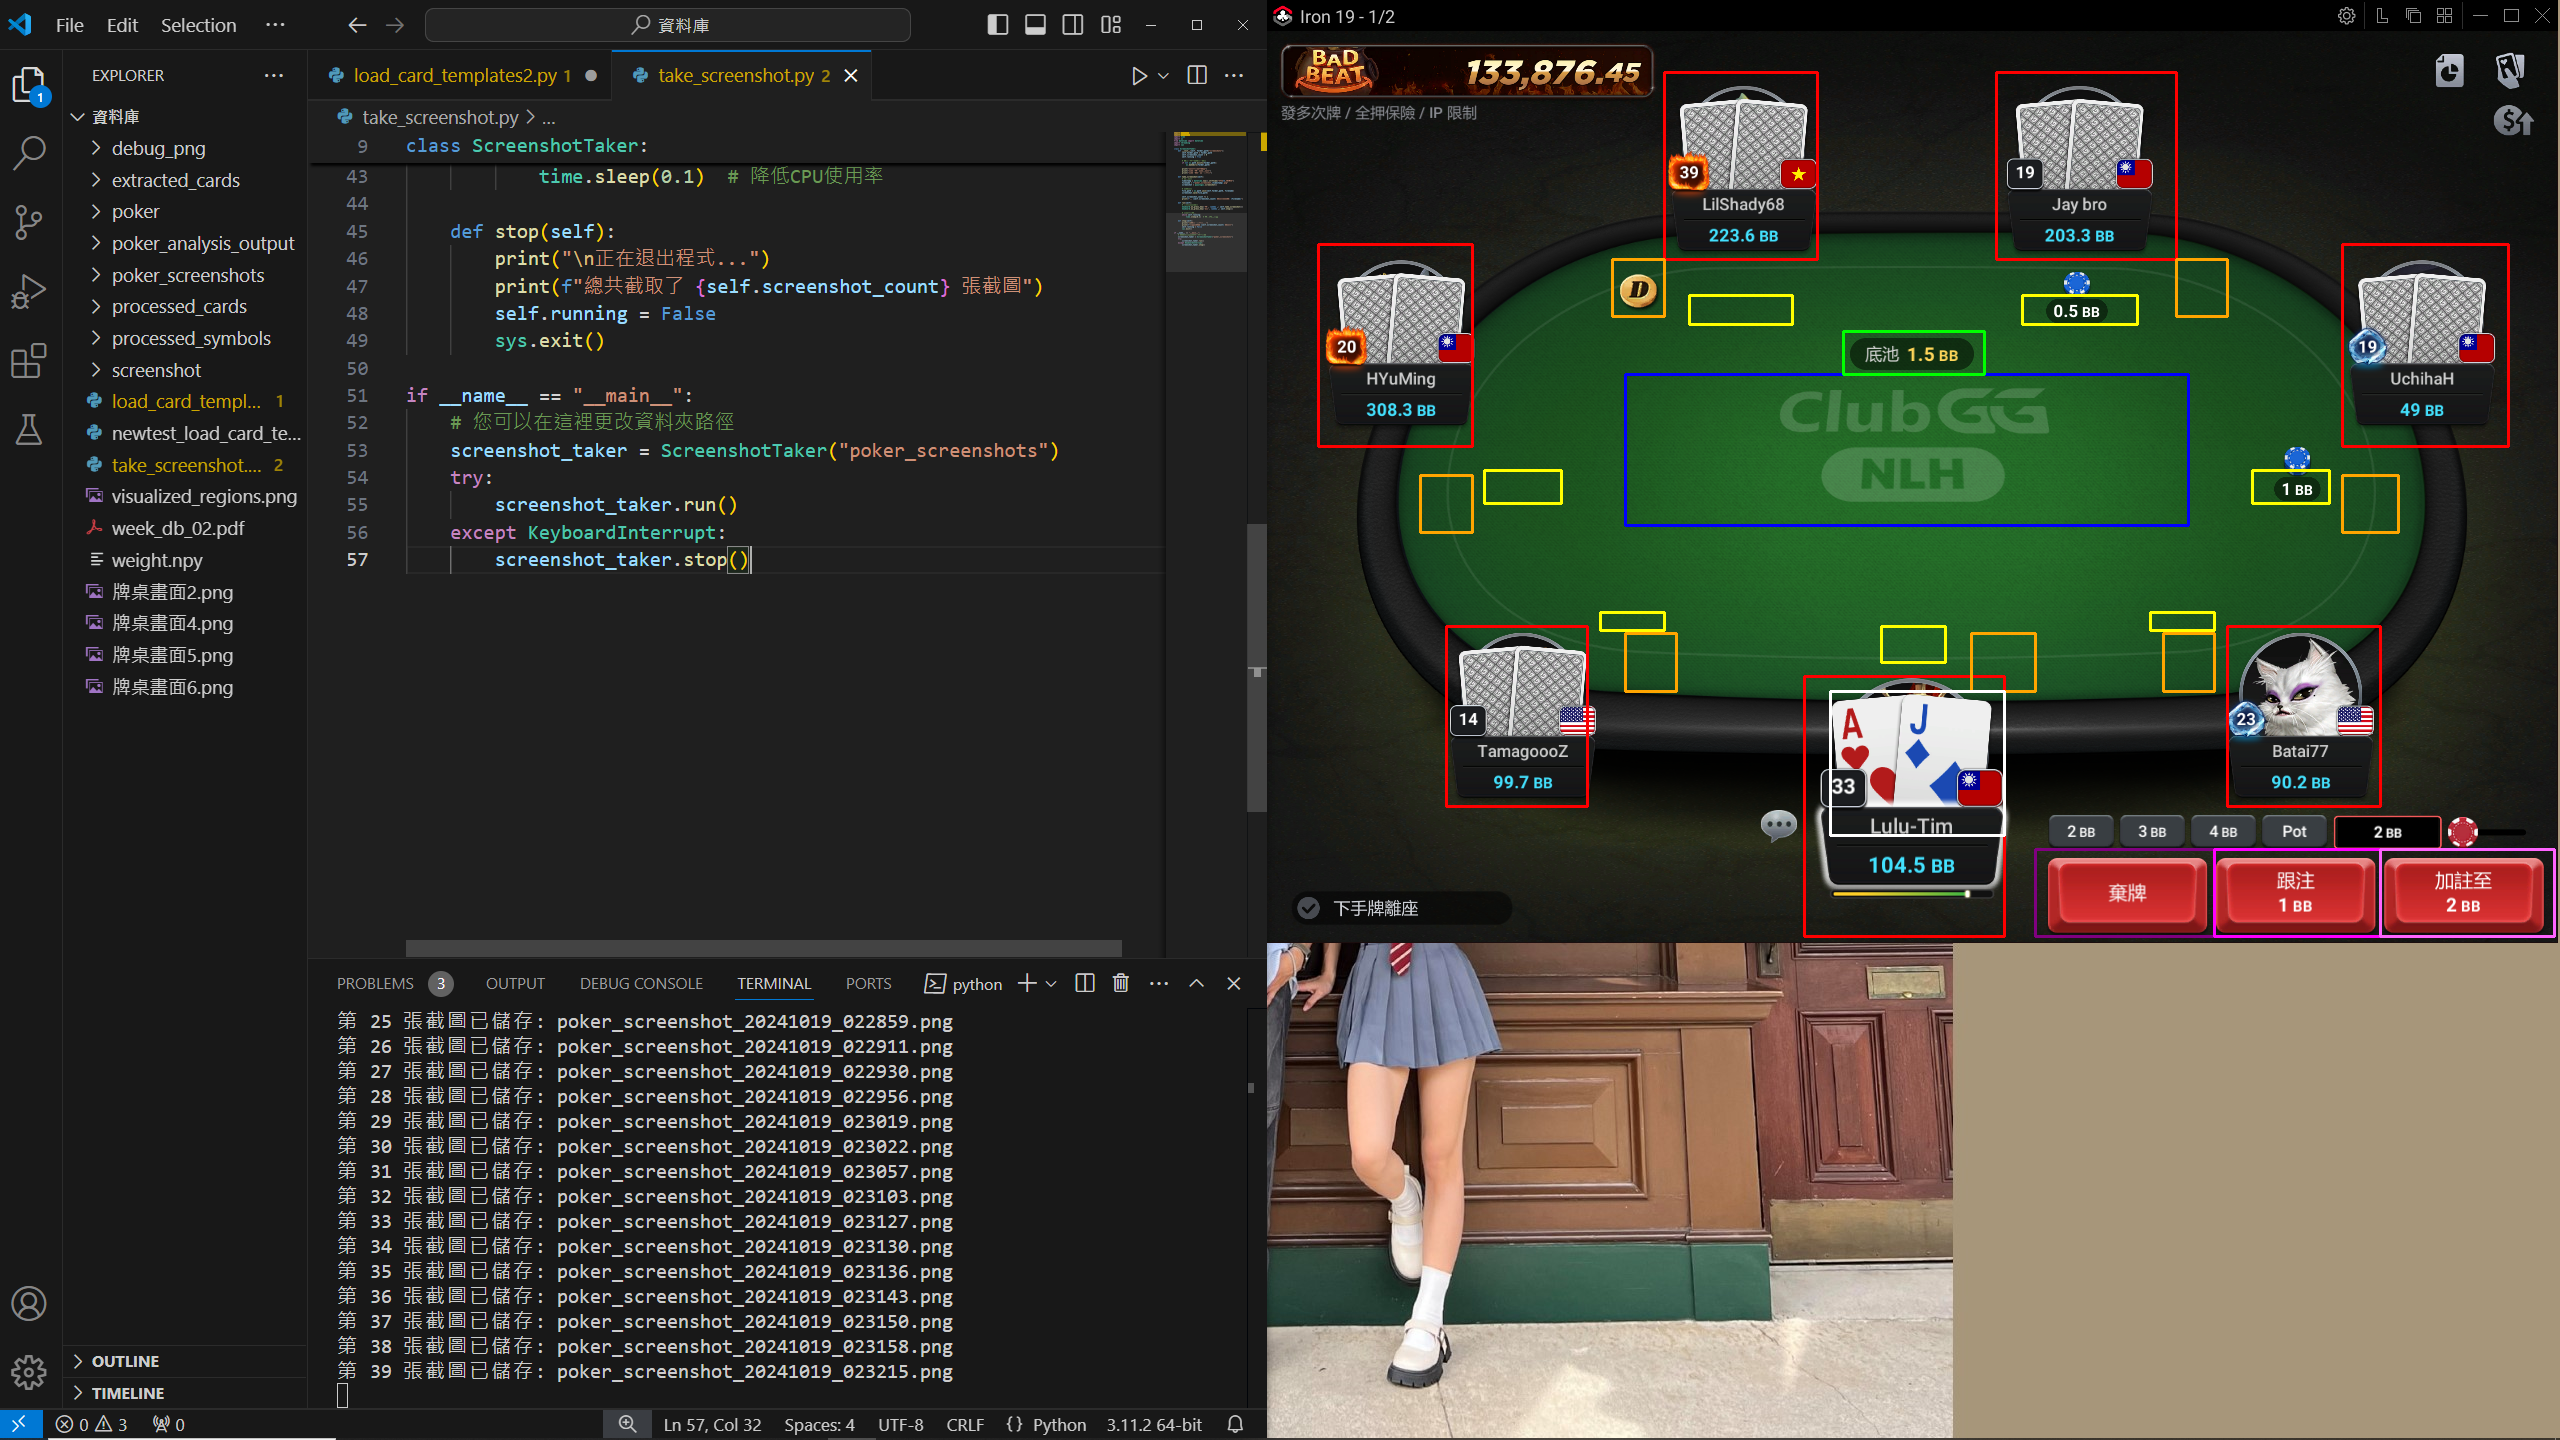 File Edit Selection ···
資料庫
EXPLORER
資料庫
debug_png
extracted_cards
poker
poker_analysis_output
poker_screenshots
processed_cards
processed_symbols
screenshot
load_card_templ... 1
newtest_load_card_te...
take_screenshot.... 2
visualized_regions.png
week_db_02.pdf
weight.npy
牌桌畫面2.png
牌桌畫面4.png
牌桌畫面5.png
牌桌畫面6.png
OUTLINE
TIMELINE
1
load_card_templates2.py 1
take_screenshot.py 2
take_screenshot.py > ...
9 class ScreenshotTaker:
43 time.sleep(0.1) # 降低CPU使用率
44
45 def stop(self):
46 print("\n正在退出程式...")
47 print(f"總共截取了 {self.screenshot_count} 張截圖")
48 self.running = False
49 sys.exit()
50
51 if __name__ == "__main__":
52 # 您可以在這裡更改資料夾路徑
53 screenshot_taker = ScreenshotTaker("poker_screenshots")
54 try:
55 screenshot_taker.run()
56 except KeyboardInterrupt:
57 screenshot_taker.stop()
PROBLEMS 3 OUTPUT DEBUG CONSOLE TERMINAL PORTS python
第 25 張截圖已儲存: poker_screenshot_20241019_022859.png
第 26 張截圖已儲存: poker_screenshot_20241019_022911.png
第 27 張截圖已儲存: poker_screenshot_20241019_022930.png
第 28 張截圖已儲存: poker_screenshot_20241019_022956.png
第 29 張截圖已儲存: poker_screenshot_20241019_023019.png
第 30 張截圖已儲存: poker_screenshot_20241019_023022.png
第 31 張截圖已儲存: poker_screenshot_20241019_023057.png
第 32 張截圖已儲存: poker_screenshot_20241019_023103.png
第 33 張截圖已儲存: poker_screenshot_20241019_023127.png
第 34 張截圖已儲存: poker_screenshot_20241019_023130.png
第 35 張截圖已儲存: poker_screenshot_20241019_023136.png
第 36 張截圖已儲存: poker_screenshot_20241019_023143.png
第 37 張截圖已儲存: poker_screenshot_20241019_023150.png
第 38 張截圖已儲存: poker_screenshot_20241019_023158.png
第 39 張截圖已儲存: poker_screenshot_20241019_023215.png
0 3 0 Ln 57, Col 32 Spaces: 4 UTF-8 CRLF {} Python 3.11.2 64-bit
Iron 19 - 1/2
BAD BEAT 133,876.45
發多次牌 / 全押保險 / IP 限制
39
LilShady68
223.6 BB
19
Jay bro
203.3 BB
20
HYuMing
308.3 BB
19
UchihaH
49 BB
D
0.5 BB
底池 1.5 BB
ClubGG
NLH
1 BB
14
TamagoooZ
99.7 BB
A J
33
Lulu-Tim
104.5 BB
23
Batai77
90.2 BB
2 BB 3 BB 4 BB Pot 2 BB
棄牌
跟注
1 BB
加註至
2 BB
下手牌離座